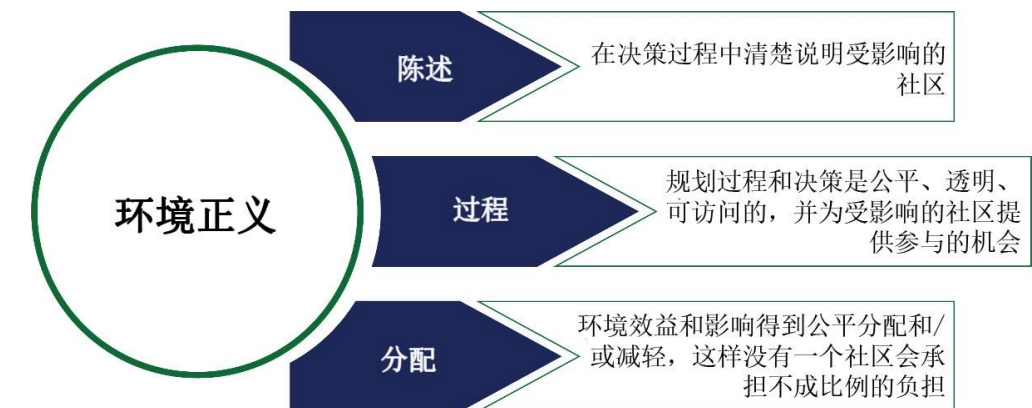 环境正义
陈述
在决策过程中清楚说明受影响的
社区
过程
规划过程和决策是公平、透明、
可访问的，并为受影响的社区提
供参与的机会
分配
环境效益和影响得到公平分配和/
或减轻，这样没有一个社区会承
担不成比例的负担